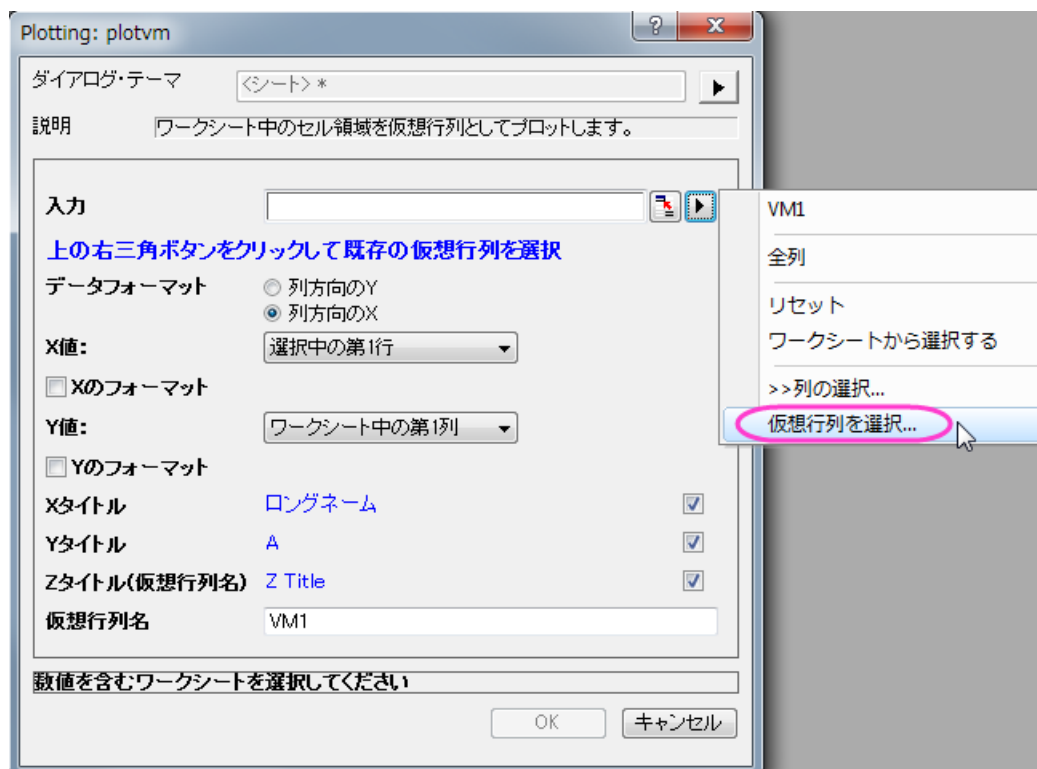 Plotting: plotvm
ダイアログ・テーマ
<シート> *
説明
ワークシート中のセル領域を仮想行列としてプロットします。
入力
上の右三角ボタンをクリックして既存の仮想行列を選択
データフォーマット
列方向のY
列方向のX
X値:
選択中の第1行
Xのフォーマット
Y値:
ワークシート中の第1列
Yのフォーマット
Xタイトル
ロングネーム
Yタイトル
A
Zタイトル(仮想行列名)
Z Title
仮想行列名
VM1
数値を含むワークシートを選択してください
OK
キャンセル
VM1
全列
リセット
ワークシートから選択する
>>列の選択...
仮想行列を選択...